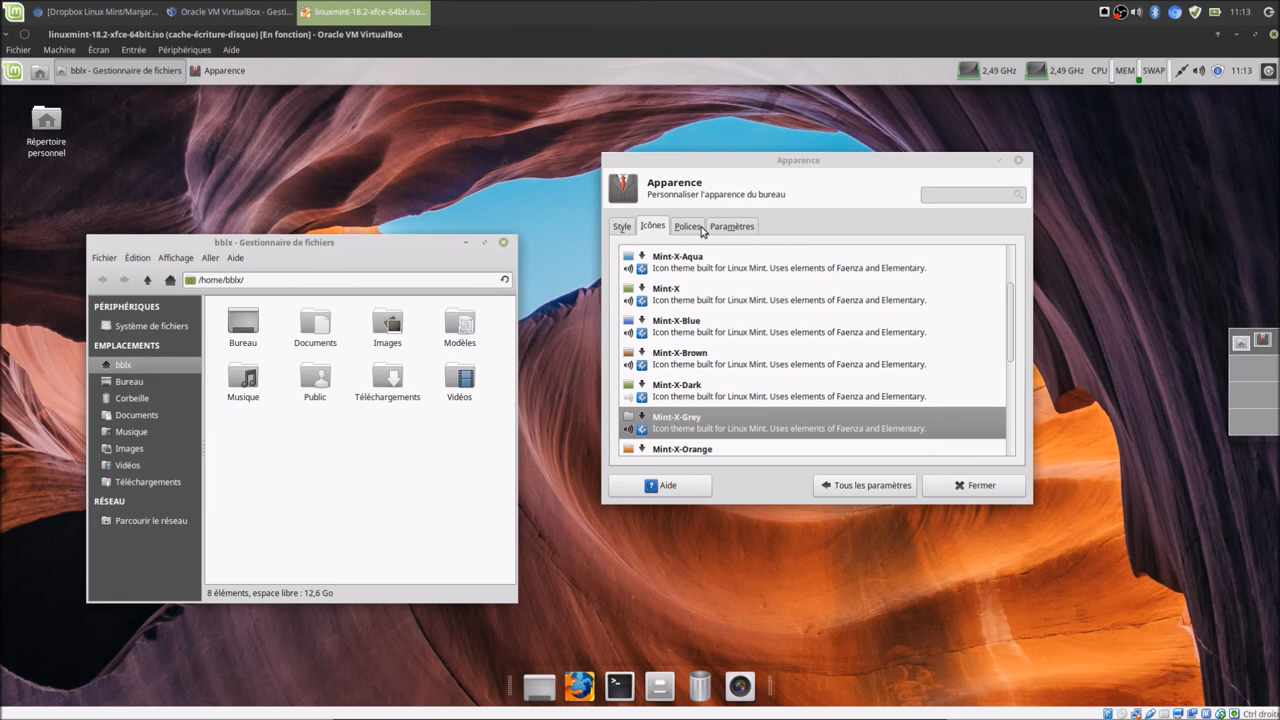 [Dropbox Linux Mint/Manjar...
Oracle VM VirtualBox - Gesti...
linuxmint-18.2-xfce-64bit.iso...
11:13
linuxmint-18.2-xfce-64bit.iso (cache-écriture-disque) [En fonction] - Oracle VM VirtualBox
Fichier Machine Écran Entrée Périphériques Aide
bblx - Gestionnaire de fichiers
Apparence
2,49 GHz
2,49 GHz
CPU
MEM
SWAP
11:13
Répertoire
personnel
bblx - Gestionnaire de fichiers
Fichier Édition Affichage Aller Aide
/home/bblx/
PÉRIPHÉRIQUES
Système de fichiers
EMPLACEMENTS
bblx
Bureau
Corbeille
Documents
Musique
Images
Vidéos
Téléchargements
RÉSEAU
Parcourir le réseau
Bureau Documents Images Modèles
Musique Public Téléchargements Vidéos
8 éléments, espace libre : 12,6 Go
Apparence
Apparence
Personnaliser l'apparence du bureau
Style Icônes Polices Paramètres
Mint-X-Aqua
Icon theme built for Linux Mint. Uses elements of Faenza and Elementary.
Mint-X
Icon theme built for Linux Mint. Uses elements of Faenza and Elementary.
Mint-X-Blue
Icon theme built for Linux Mint. Uses elements of Faenza and Elementary.
Mint-X-Brown
Icon theme built for Linux Mint. Uses elements of Faenza and Elementary.
Mint-X-Dark
Icon theme built for Linux Mint. Uses elements of Faenza and Elementary.
Mint-X-Grey
Icon theme built for Linux Mint. Uses elements of Faenza and Elementary.
Mint-X-Orange
Aide
Tous les paramètres
Fermer
Ctrl droite